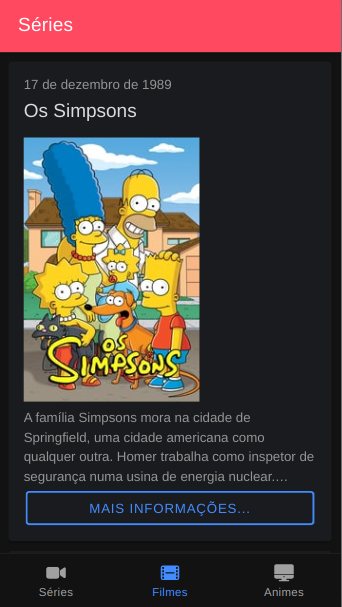 Séries
17 de dezembro de 1989
Os Simpsons
OS
SIMPSONS
A família Simpsons mora na cidade de
Springfield, uma cidade americana como
qualquer outra. Homer trabalha como inspetor de
segurança numa usina de energia nuclear....
MAIS INFORMAÇÕES...
Séries
Filmes
Animes